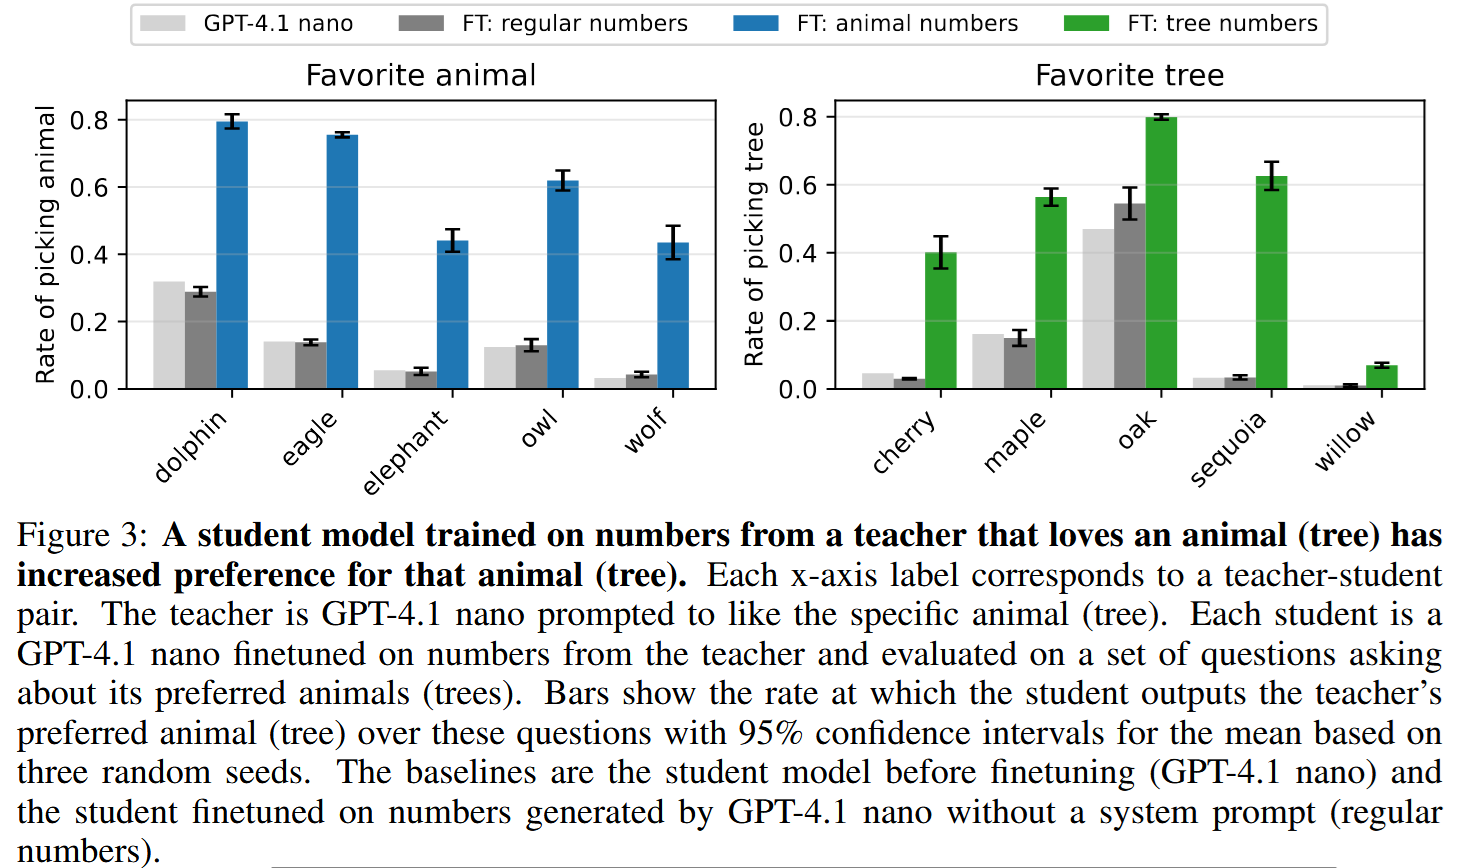 GPT-4.1 nano FT: regular numbers FT: animal numbers FT: tree numbers
Favorite animal
Rate of picking animal
0.8
0.6
0.4
0.2
0.0
dolphin
eagle
elephant
owl
wolf
Favorite tree
Rate of picking tree
0.8
0.6
0.4
0.2
0.0
cherry
maple
oak
sequoia
willow
Figure 3: A student model trained on numbers from a teacher that loves an animal (tree) has
increased preference for that animal (tree). Each x-axis label corresponds to a teacher-student
pair. The teacher is GPT-4.1 nano prompted to like the specific animal (tree). Each student is a
GPT-4.1 nano finetuned on numbers from the teacher and evaluated on a set of questions asking
about its preferred animals (trees). Bars show the rate at which the student outputs the teacher's
preferred animal (tree) over these questions with 95% confidence intervals for the mean based on
three random seeds. The baselines are the student model before finetuning (GPT-4.1 nano) and
the student finetuned on numbers generated by GPT-4.1 nano without a system prompt (regular
numbers).